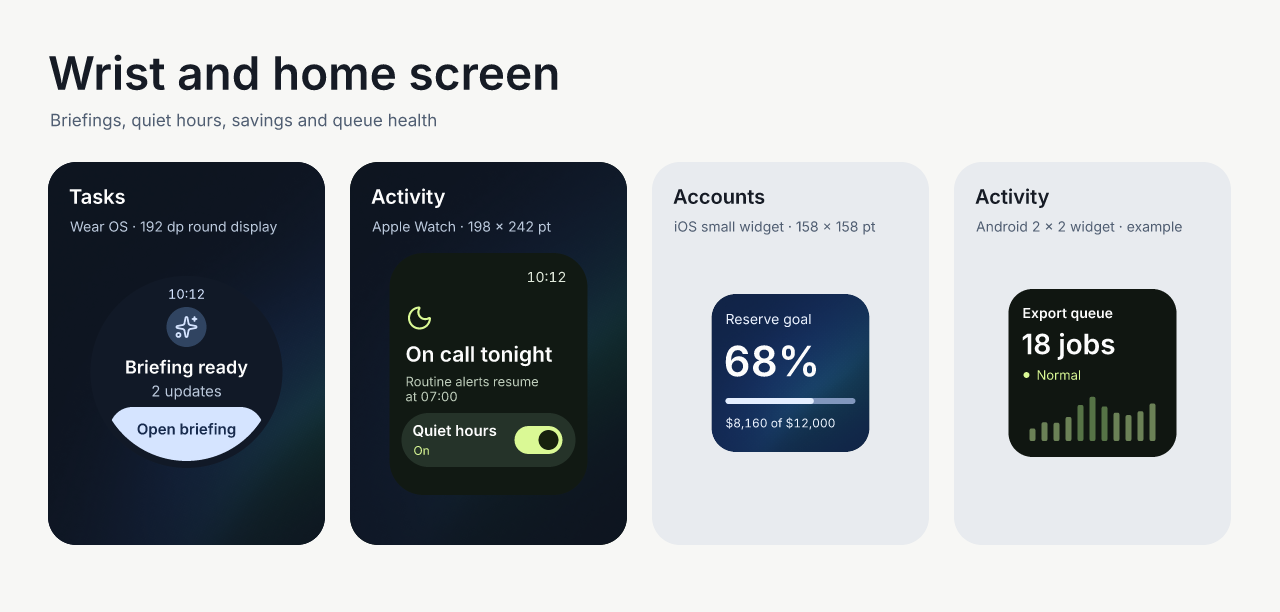 Wrist and home screen
Briefings, quiet hours, savings and queue health
Tasks
Wear OS · 192 dp round display
10:12
Briefing ready
2 updates
Open briefing
Activity
Apple Watch · 198 × 242 pt
10:12
On call tonight
Routine alerts resume
at 07:00
Quiet hours
On
Accounts
iOS small widget · 158 × 158 pt
Reserve goal
68%
$8,160 of $12,000
Activity
Android 2 × 2 widget · example
Export queue
18 jobs
Normal